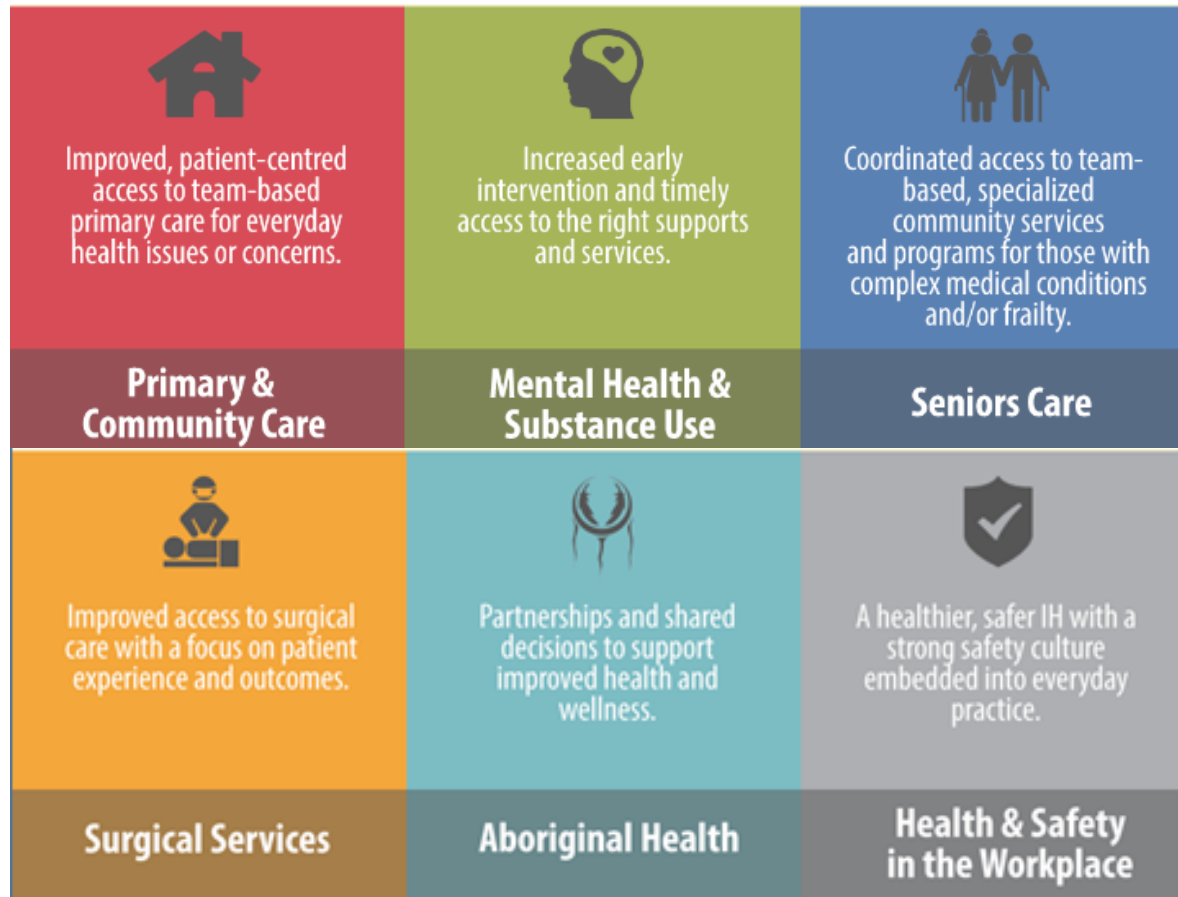 Improved, patient-centred
access to team-based
primary care for everyday
health issues or concerns.
Primary &
Community Care
Increased early
intervention and timely
access to the right supports
and services.
Mental Health &
Substance Use
Coordinated access to team-
based, specialized
community services
and programs for those with
complex medical conditions
and/or frailty.
Seniors Care
Improved access to surgical
care with a focus on patient
experience and outcomes.
Surgical Services
Partnerships and shared
decisions to support
improved health and
wellness.
Aboriginal Health
A healthier, safer IH with a
strong safety culture
embedded into everyday
practice.
Health & Safety
in the Workplace